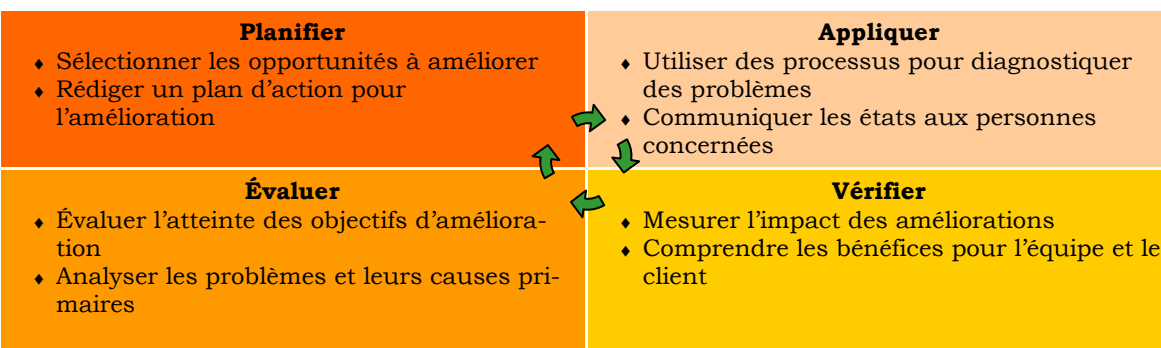 Planifier
♦ Sélectionner les opportunités à améliorer
♦ Rédiger un plan d’action pour
l’amélioration
Appliquer
♦ Utiliser des processus pour diagnostiquer
des problèmes
♦ Communiquer les états aux personnes
concernées
Évaluer
♦ Évaluer l’atteinte des objectifs d’améliora-
tion
♦ Analyser les problèmes et leurs causes pri-
maires
Vérifier
♦ Mesurer l’impact des améliorations
♦ Comprendre les bénéfices pour l’équipe et le
client